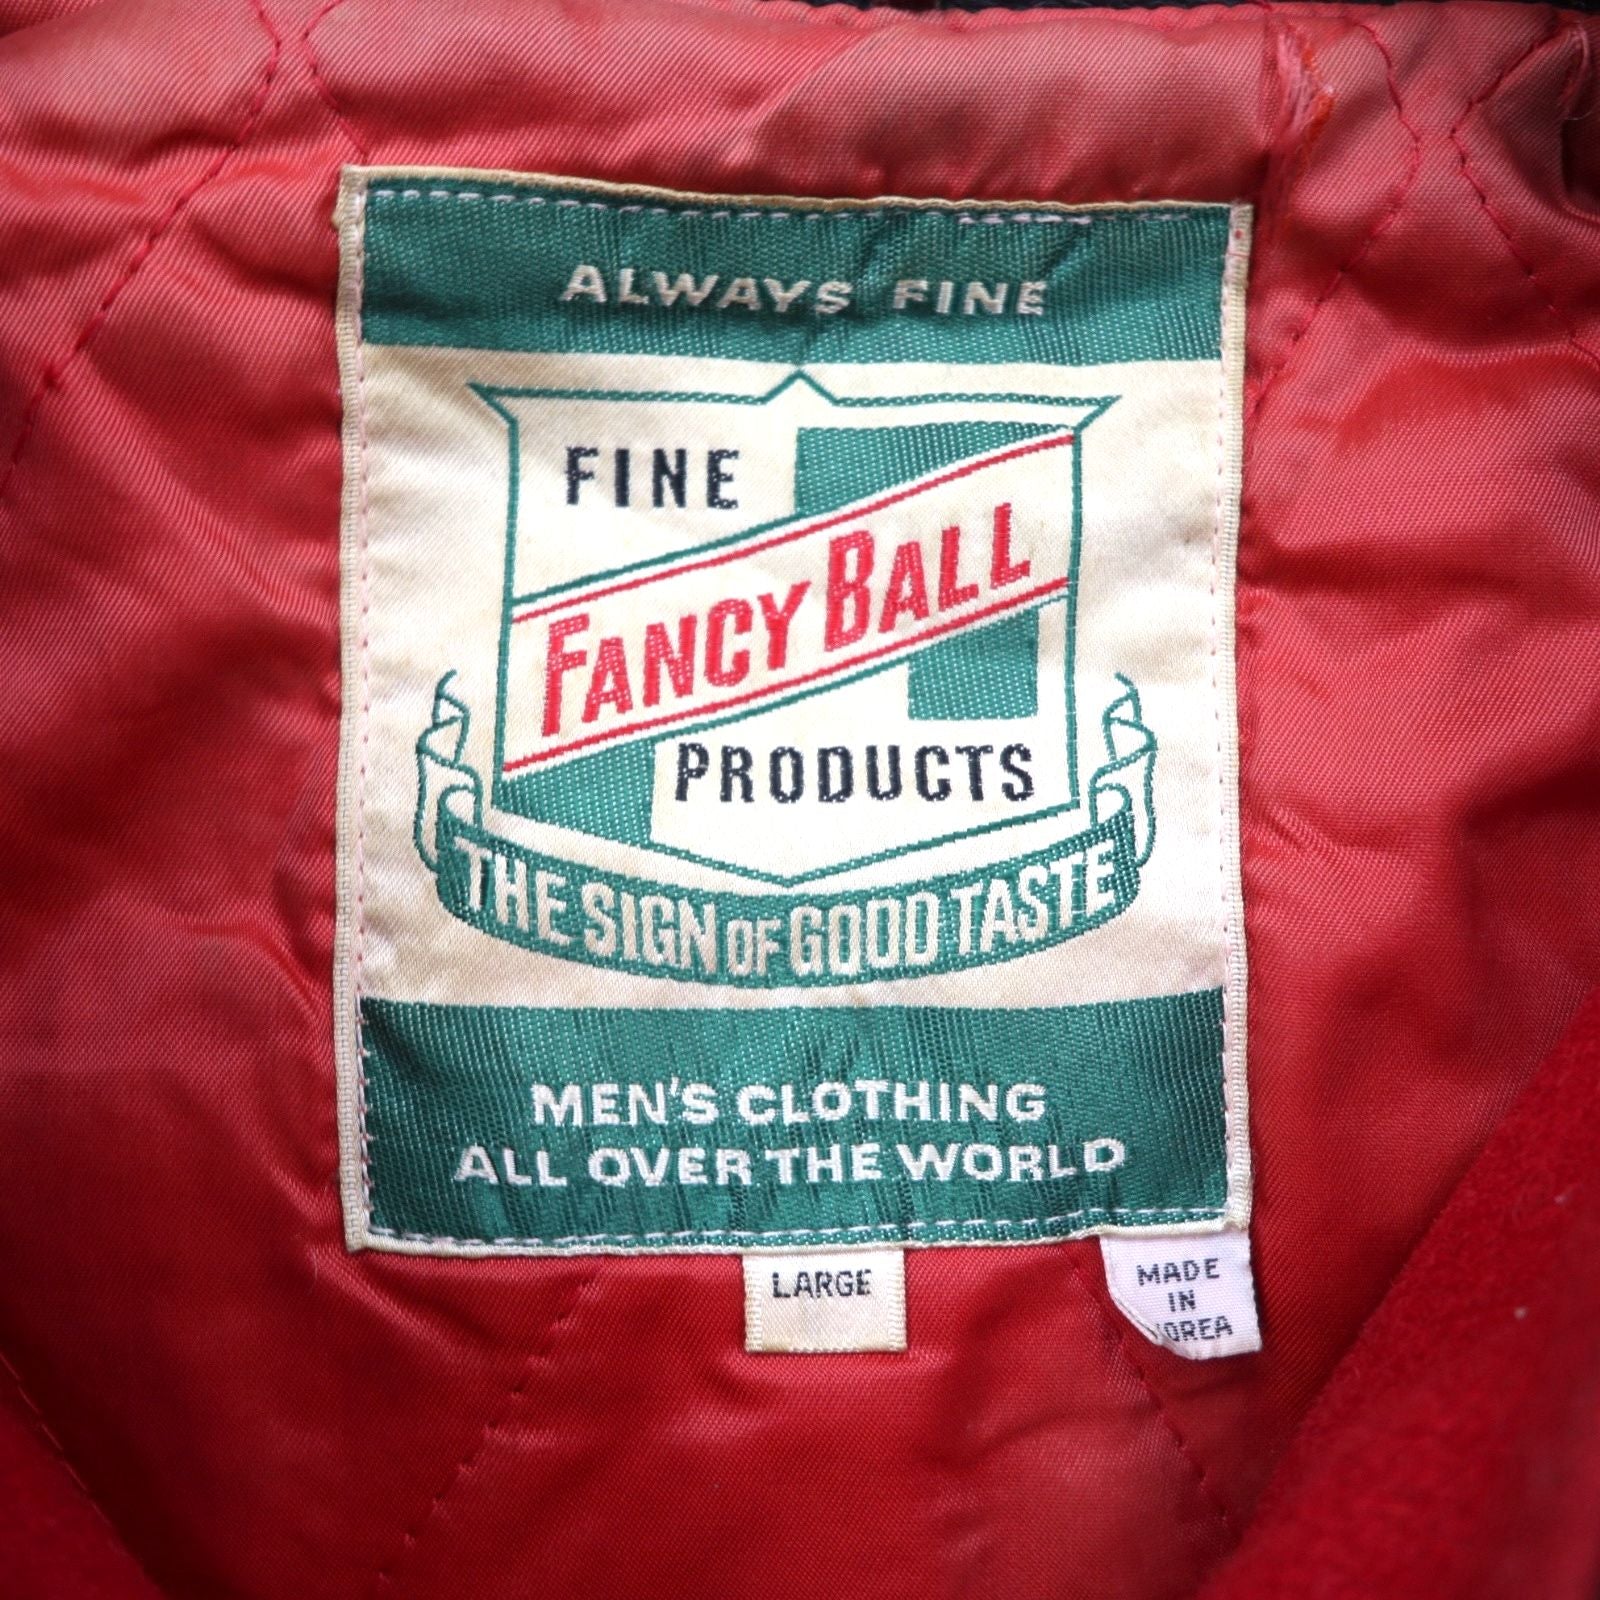 ALWAYS FINE
FINE
FANCY BALL
PRODUCTS
THE SIGN OF GOOD TASTE
MEN'S CLOTHING
ALL OVER THE WORLD
LARGE
MADE
IN
KOREA